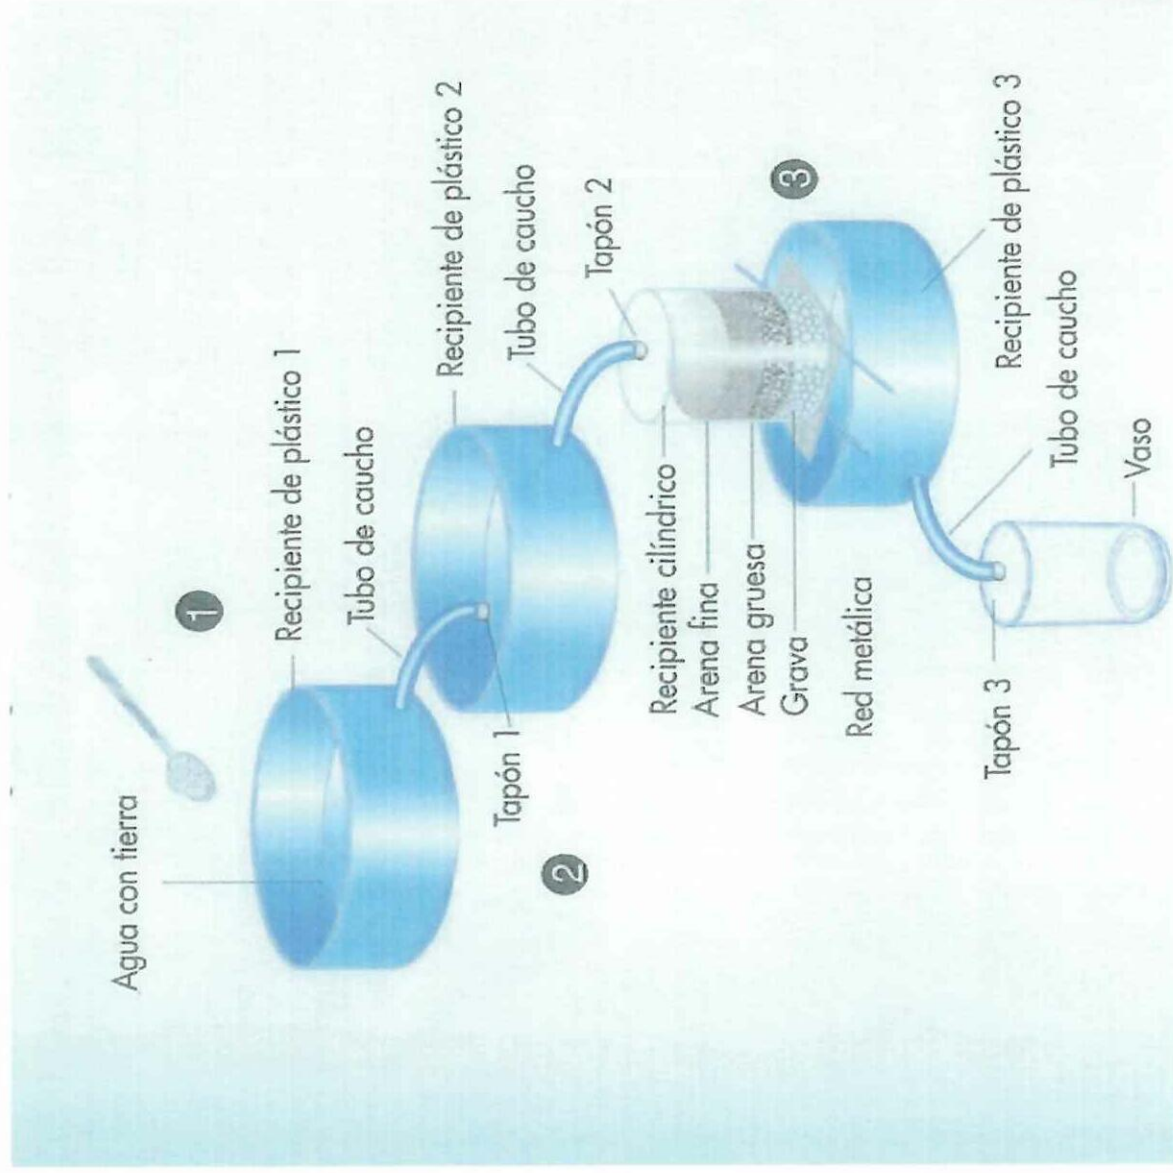 Agua con tierra
1
Recipiente de plástico 1
Tubo de caucho
Recipiente de plástico 2
Tapón 1
2
Tubo de caucho
Tapón 2
Recipiente cilíndrico
Arena fina
Arena gruesa
Grava
Red metálica
3
Recipiente de plástico 3
Tubo de caucho
Tapón 3
Vaso